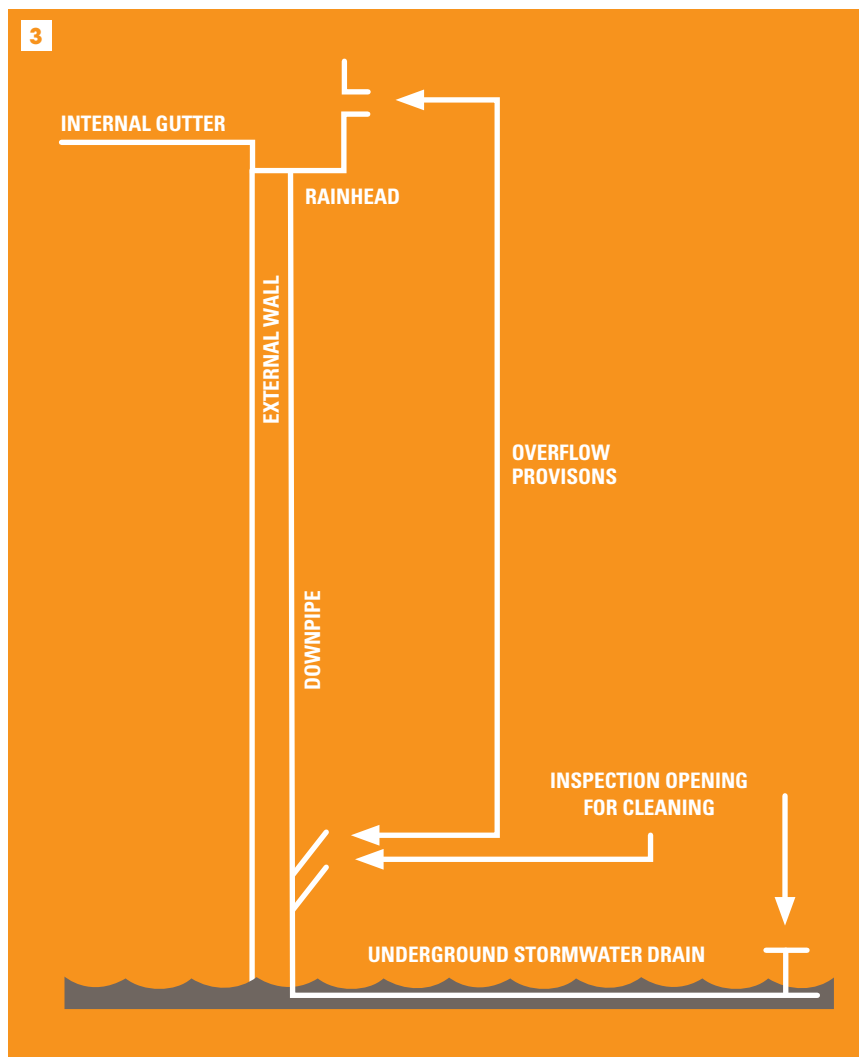 3
INTERNAL GUTTER
RAINHEAD
EXTERNAL WALL
OVERFLOW
PROVISONS
DOWNPIPE
INSPECTION OPENING
FOR CLEANING
UNDERGROUND STORMWATER DRAIN